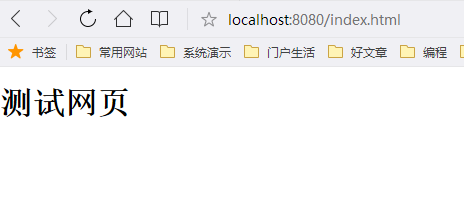 localhost:8080/index.html
书签 常用网站 系统演示 门户生活 好文章 编程
测试网页